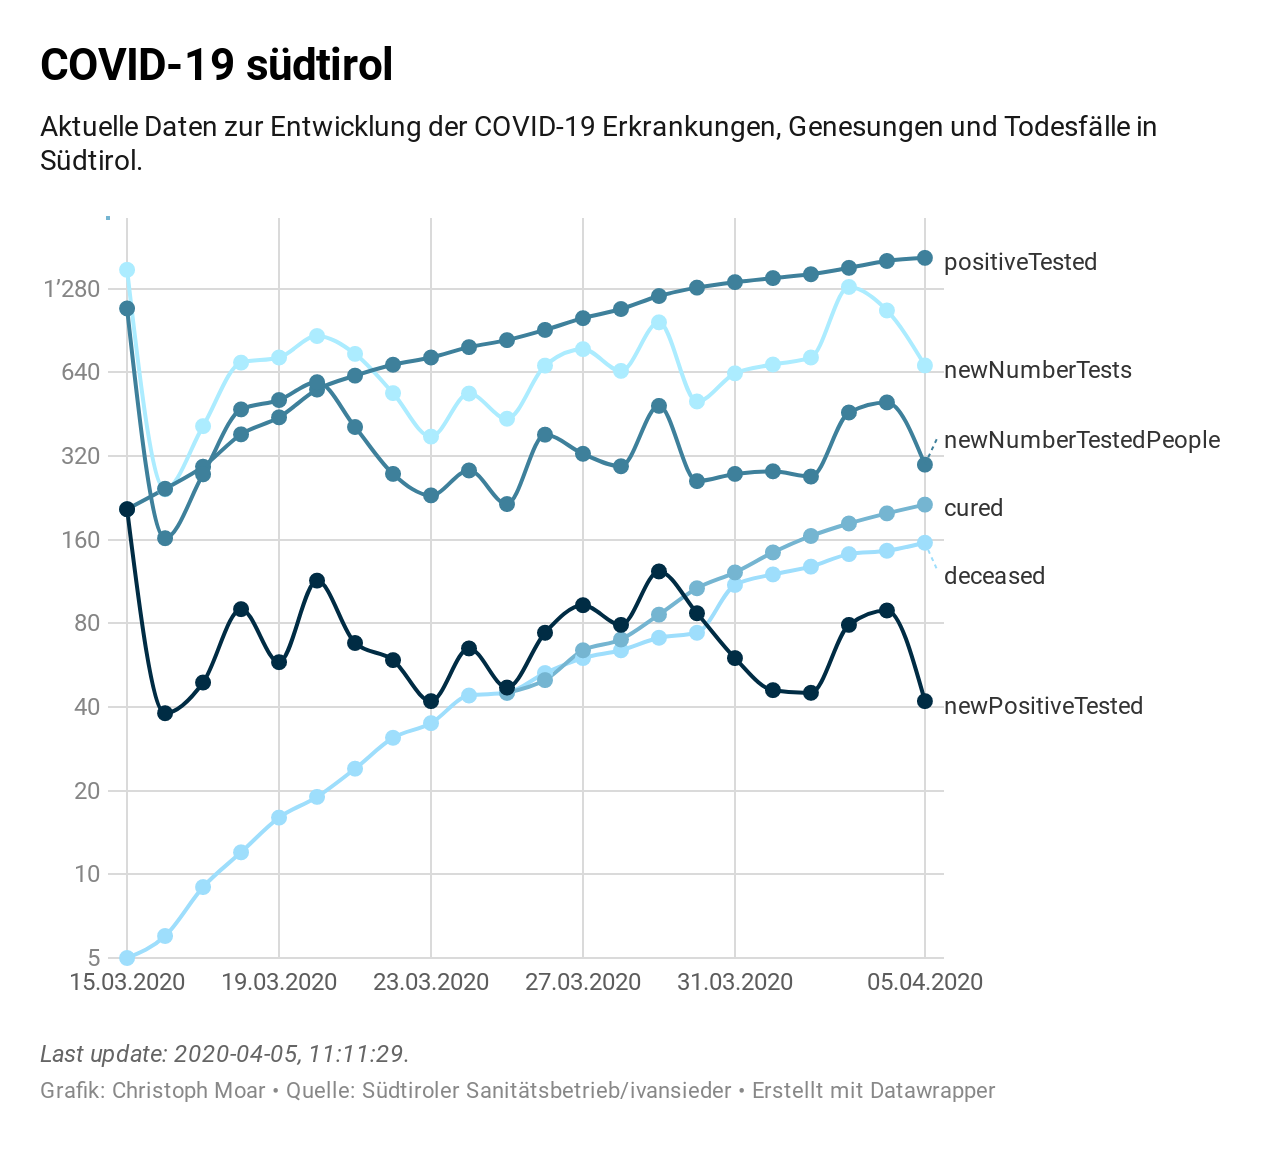 COVID-19 südtirol
Aktuelle Daten zur Entwicklung der COVID-19 Erkrankungen, Genesungen und Todesfälle in
Südtirol.
positiveTested
1’280
640
newNumberTests
newNumberTestedPeople
320
cured
160
deceased
80
40
newPositiveTested
20
10
5
15.03.2020 19.03.2020 23.03.2020 27.03.2020 31.03.2020 05.04.2020
Last update: 2020-04-05, 11:11:29.
Grafik: Christoph Moar • Quelle: Südtiroler Sanitätsbetrieb/ivansieder • Erstellt mit Datawrapper